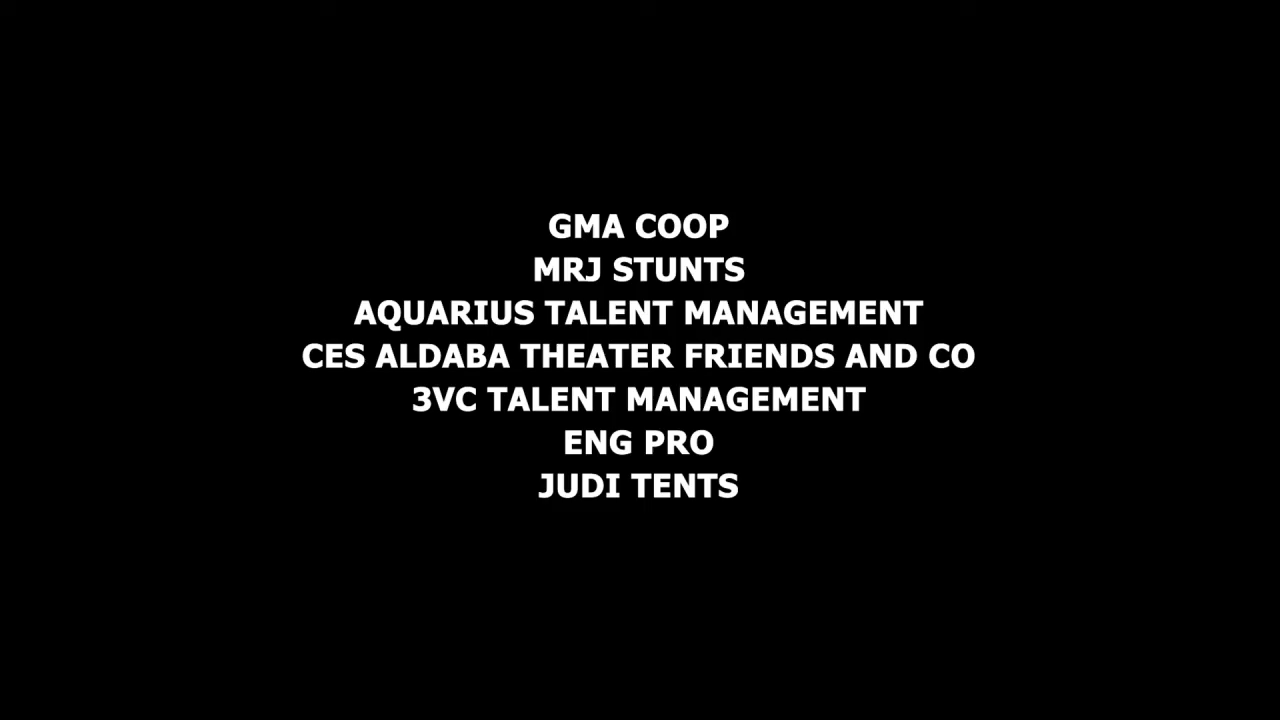 GMA COOP
MRJ STUNTS
AQUARIUS TALENT MANAGEMENT
CES ALDABA THEATER FRIENDS AND CO
3VC TALENT MANAGEMENT
ENG PRO
JUDI TENTS